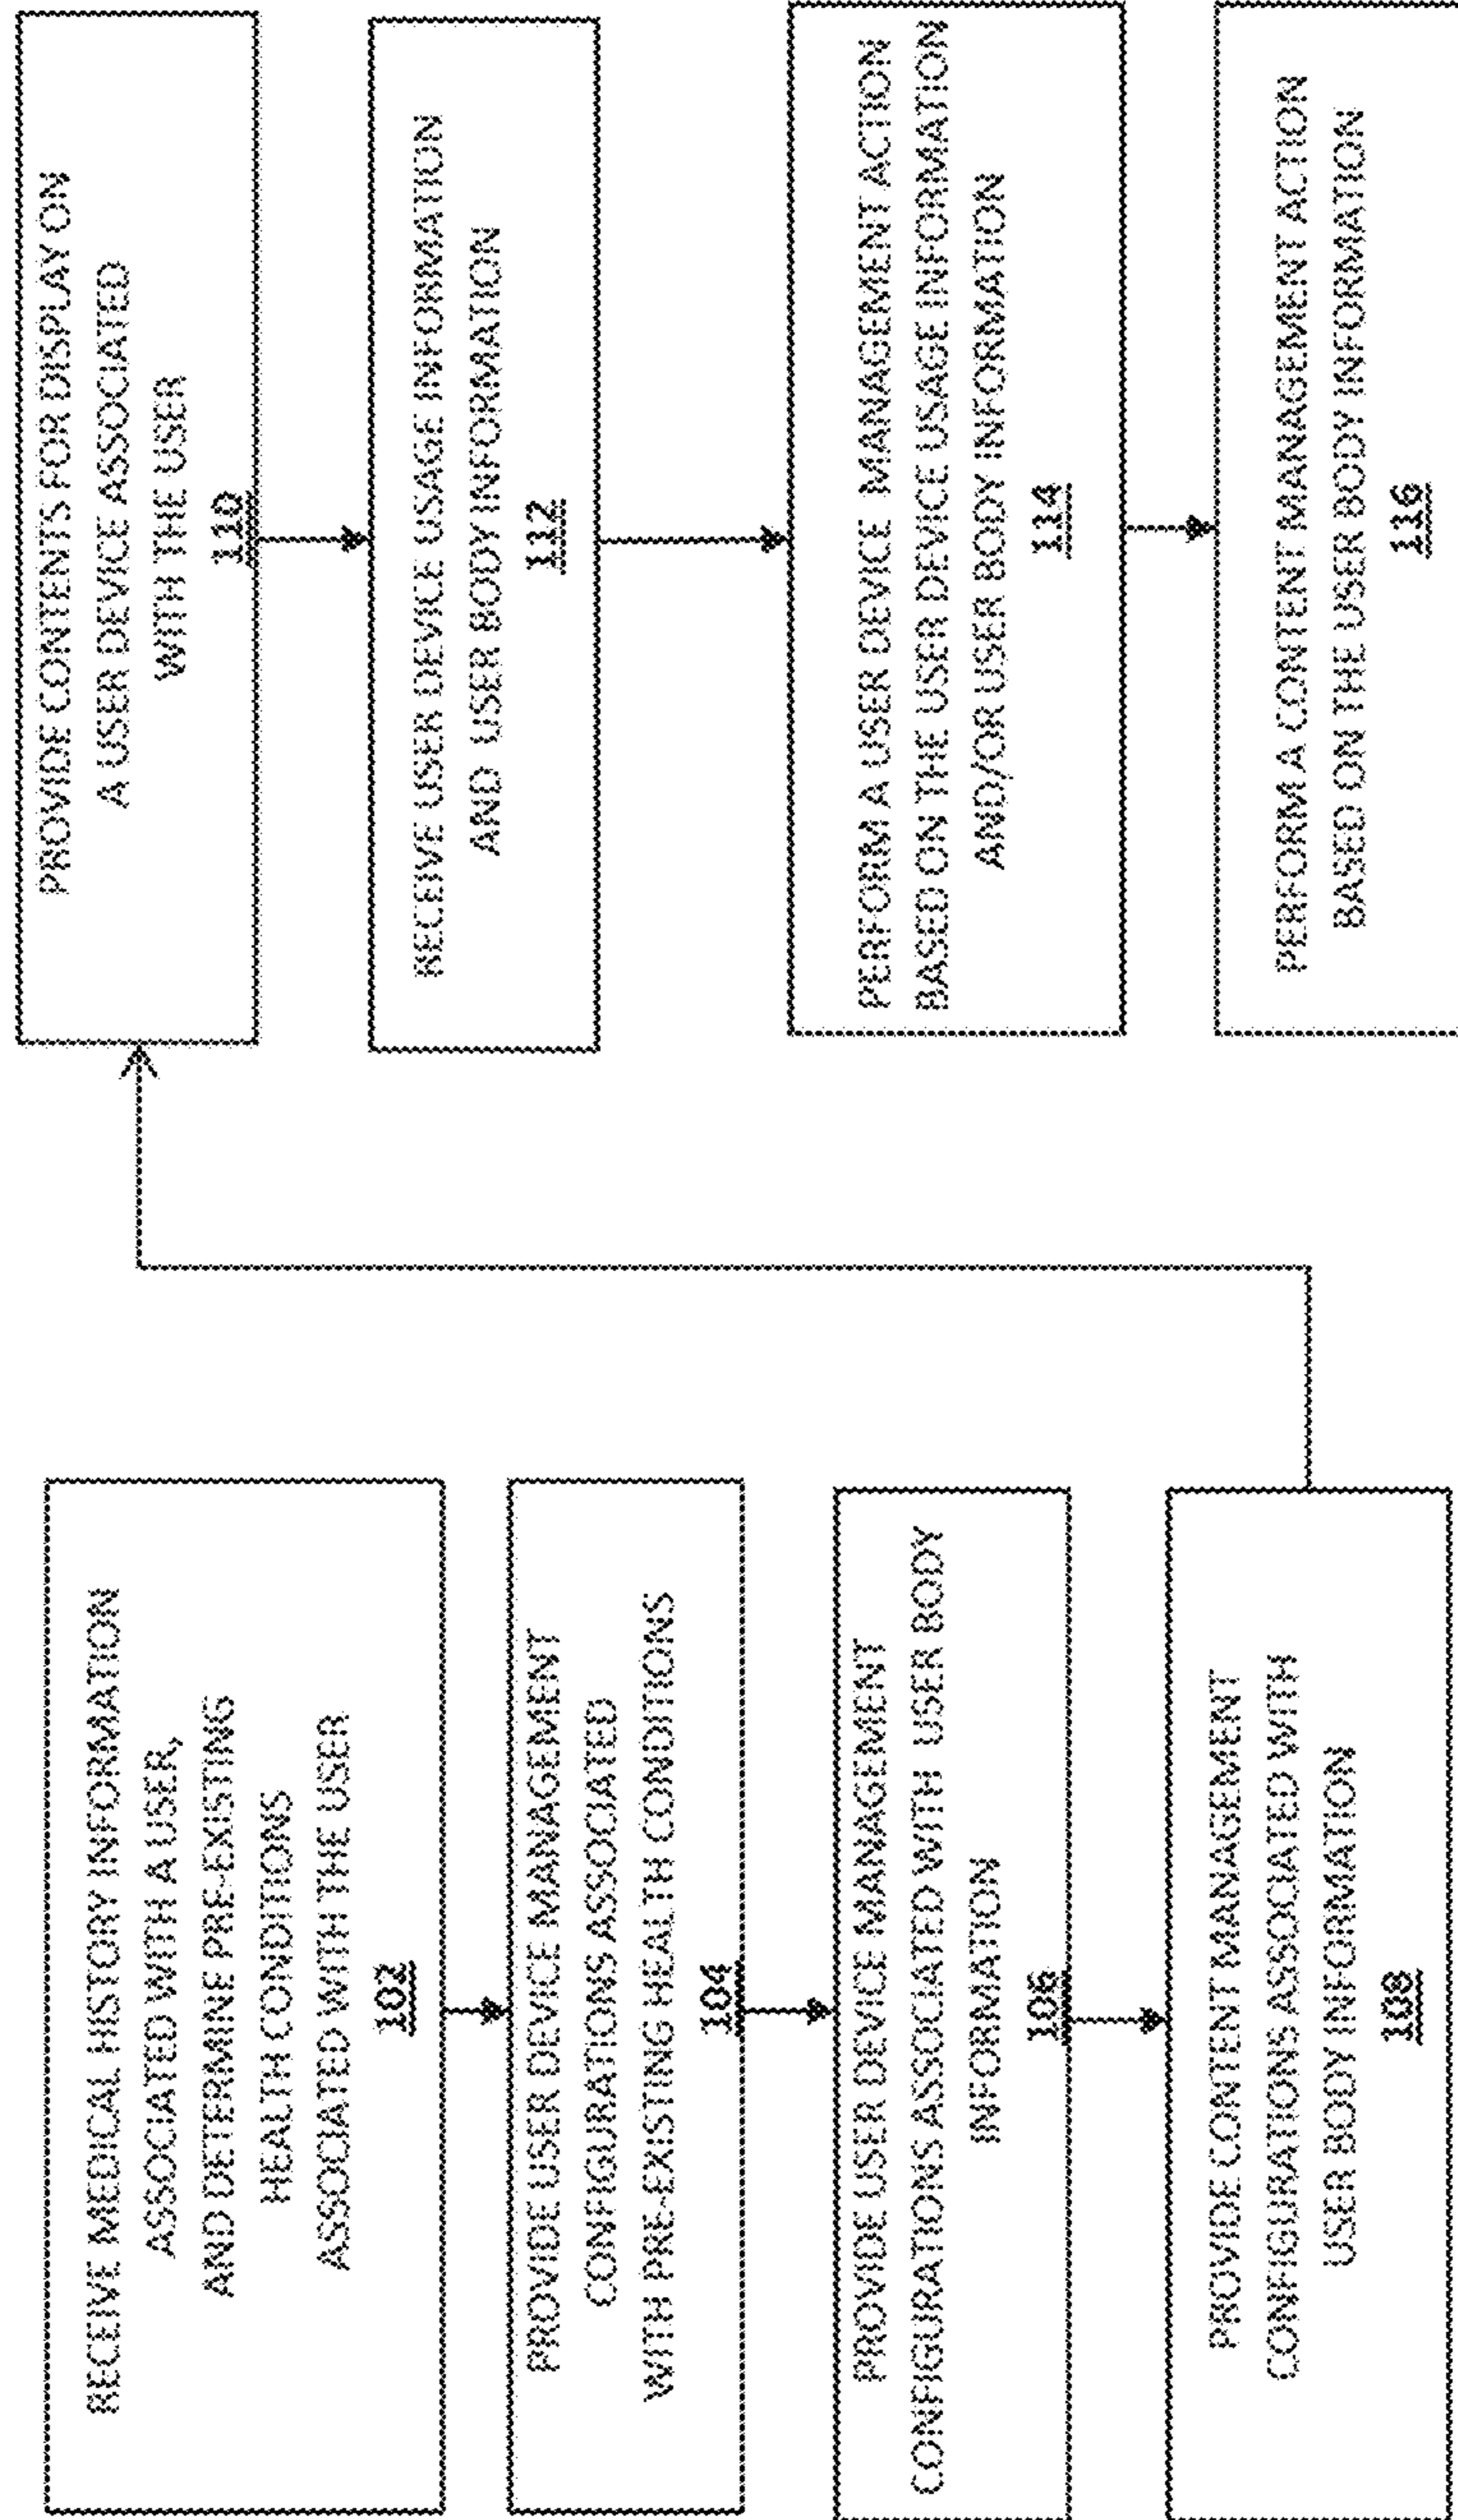 RECEIVE MEDICAL HISTORY INFORMATION
ASSOCIATED WITH A USER,
AND DETERMINE PRE-EXISTING
HEALTH CONDITIONS
ASSOCIATED WITH THE USER
102
PROVIDE USER DEVICE MANAGEMENT
CONFIGURATIONS ASSOCIATED
WITH PRE-EXISTING HEALTH CONDITIONS
104
PROVIDE USER DEVICE MANAGEMENT
CONFIGURATIONS ASSOCIATED WITH USER BODY
INFORMATION
106
PROVIDE CONTENT MANAGEMENT
CONFIGURATIONS ASSOCIATED WITH
USER BODY INFORMATION
108
PROVIDE CONTENTS FOR DISPLAY ON
A USER DEVICE ASSOCIATED
WITH THE USER
110
RECEIVE USER DEVICE USAGE INFORMATION
AND USER BODY INFORMATION
112
PERFORM A USER DEVICE MANAGEMENT ACTION
BASED ON THE USER DEVICE USAGE INFORMATION
AND/OR USER BODY INFORMATION
114
PERFORM A CONTENT MANAGEMENT ACTION
BASED ON THE USER BODY INFORMATION
116